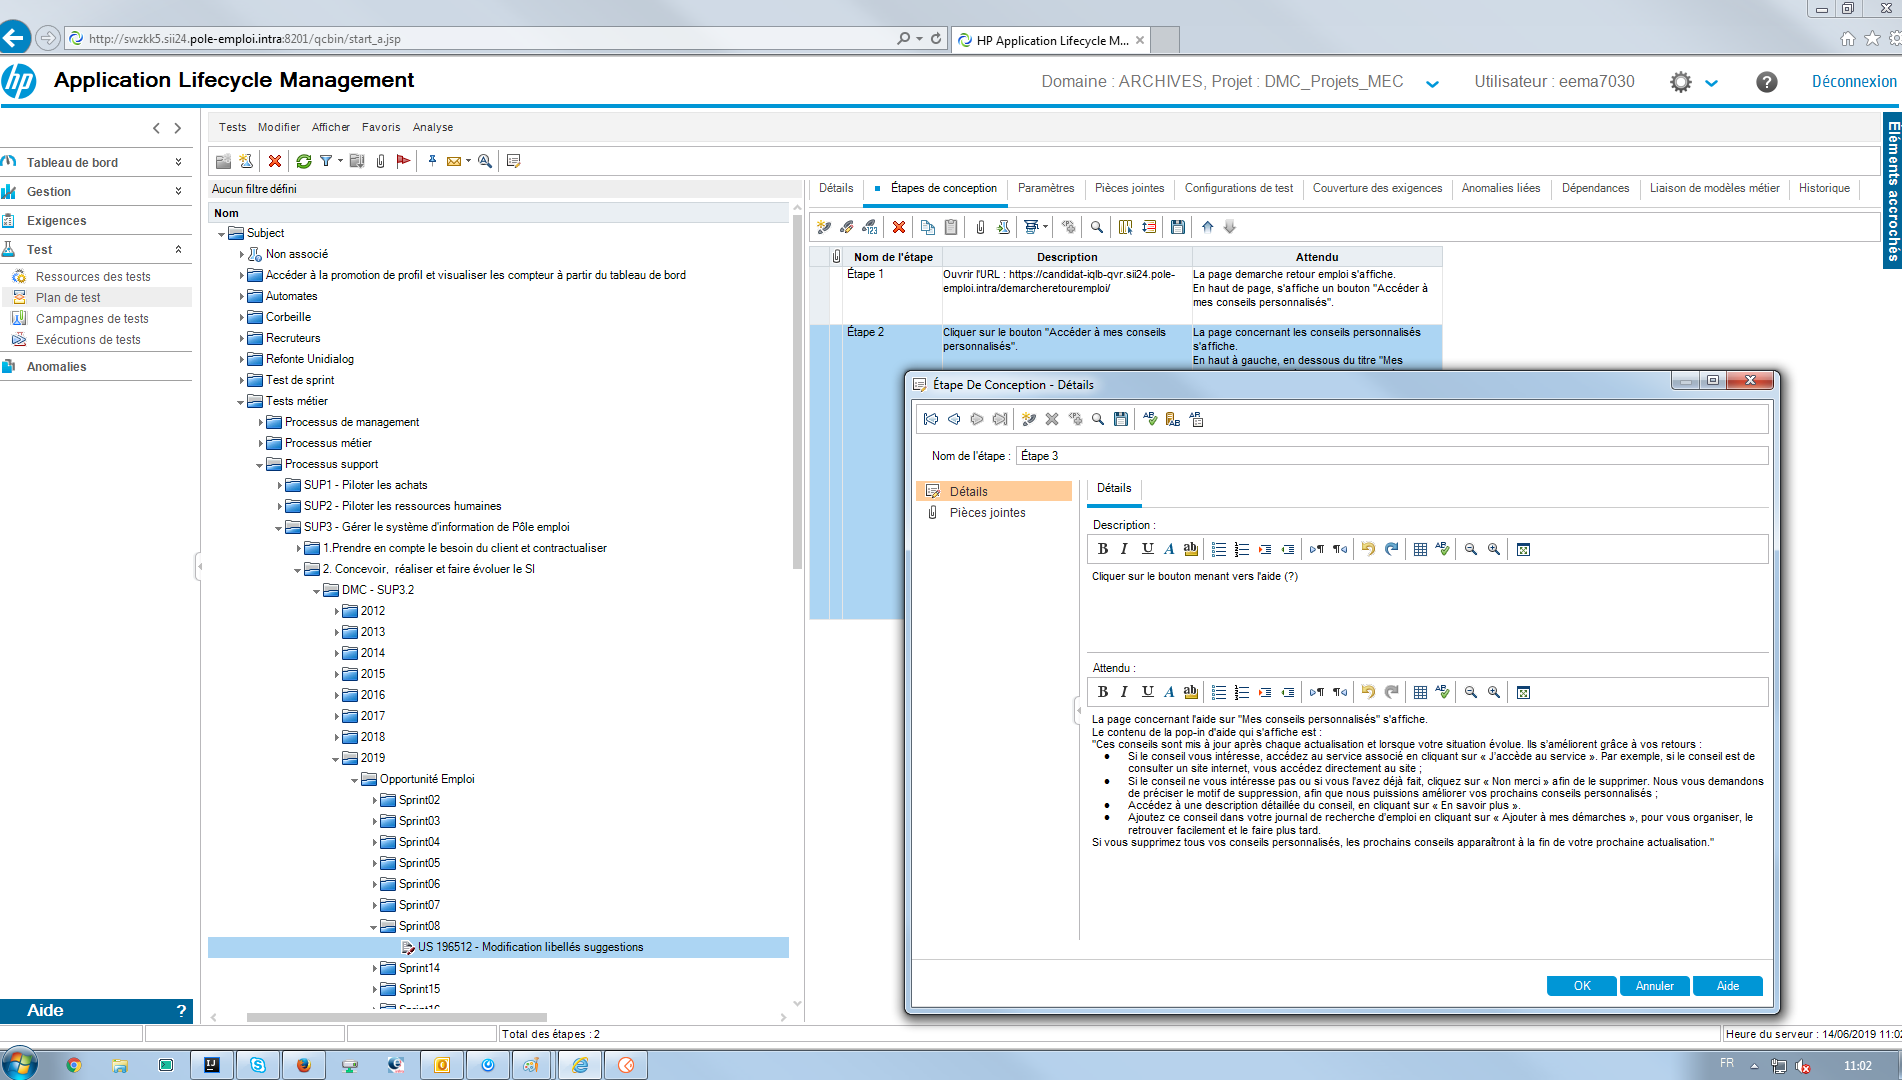 http://swzkk5.sii24.pole-emploi.intra:8201/qcbin/start_a.jsp
HP Application Lifecycle M...
hp
Application Lifecycle Management
Domaine : ARCHIVES, Projet : DMC_Projets_MEC
Utilisateur : eema7030
Déconnexion
Eléments accrochés
Tableau de bord
Gestion
Exigences
Test
Ressources des tests
Plan de test
Campagnes de tests
Exécutions de tests
Anomalies
Aide ?
Tests Modifier Afficher Favoris Analyse
Aucun filtre défini
Nom
Subject
Non associé
Accéder à la promotion de profil et visualiser les compteur à partir du tableau de bord
Automates
Corbeille
Recruteurs
Refonte Unidialog
Test de sprint
Tests métier
Processus de management
Processus métier
Processus support
SUP1 - Piloter les achats
SUP2 - Piloter les ressources humaines
SUP3 - Gérer le système d'information de Pôle emploi
1.Prendre en compte le besoin du client et contractualiser
2. Concevoir, réaliser et faire évoluer le SI
DMC - SUP3.2
2012
2013
2014
2015
2016
2017
2018
2019
Opportunité Emploi
Sprint02
Sprint03
Sprint04
Sprint05
Sprint06
Sprint07
Sprint08
US 196512 - Modification libellés suggestions
Sprint14
Sprint15
Détails Étapes de conception Paramètres Pièces jointes Configurations de test Couverture des exigences Anomalies liées Dépendances Liaison de modèles métier Historique
Nom de l'étape Description Attendu
Étape 1
Ouvrir l'URL : https://candidat-iqlb-qvr.sii24.pole-
emploi.intra/demarcheretouremploi/
La page demarche retour emploi s'affiche.
En haut de page, s'affiche un bouton "Accéder à
mes conseils personnalisés".
Étape 2
Cliquer sur le bouton "Accéder à mes conseils
personnalisés".
La page concernant les conseils personnalisés
s'affiche.
En haut à gauche, en dessous du titre "Mes
Étape De Conception - Détails
Nom de l'étape : Étape 3
Détails
Pièces jointes
Détails
Description :
Cliquer sur le bouton menant vers l'aide (?)
Attendu :
La page concernant l'aide sur "Mes conseils personnalisés" s'affiche.
Le contenu de la pop-in d'aide qui s'affiche est :
"Ces conseils sont mis à jour après chaque actualisation et lorsque votre situation évolue. Ils s'améliorent grâce à vos retours :
● Si le conseil vous intéresse, accédez au service associé en cliquant sur « J'accède au service ». Par exemple, si le conseil est de
consulter un site internet, vous accédez directement au site ;
● Si le conseil ne vous intéresse pas ou si vous l'avez déjà fait, cliquez sur « Non merci » afin de le supprimer. Nous vous demandons
de préciser le motif de suppression, afin que nous puissions améliorer vos prochains conseils personnalisés ;
● Accédez à une description détaillée du conseil, en cliquant sur « En savoir plus ».
● Ajoutez ce conseil dans votre journal de recherche d'emploi en cliquant sur « Ajouter à mes démarches », pour vous organiser, le
retrouver facilement et le faire plus tard.
Si vous supprimez tous vos conseils personnalisés, les prochains conseils apparaîtront à la fin de votre prochaine actualisation."
OK Annuler Aide
Total des étapes : 2
Heure du serveur : 14/06/2019 11:02
FR
11:02